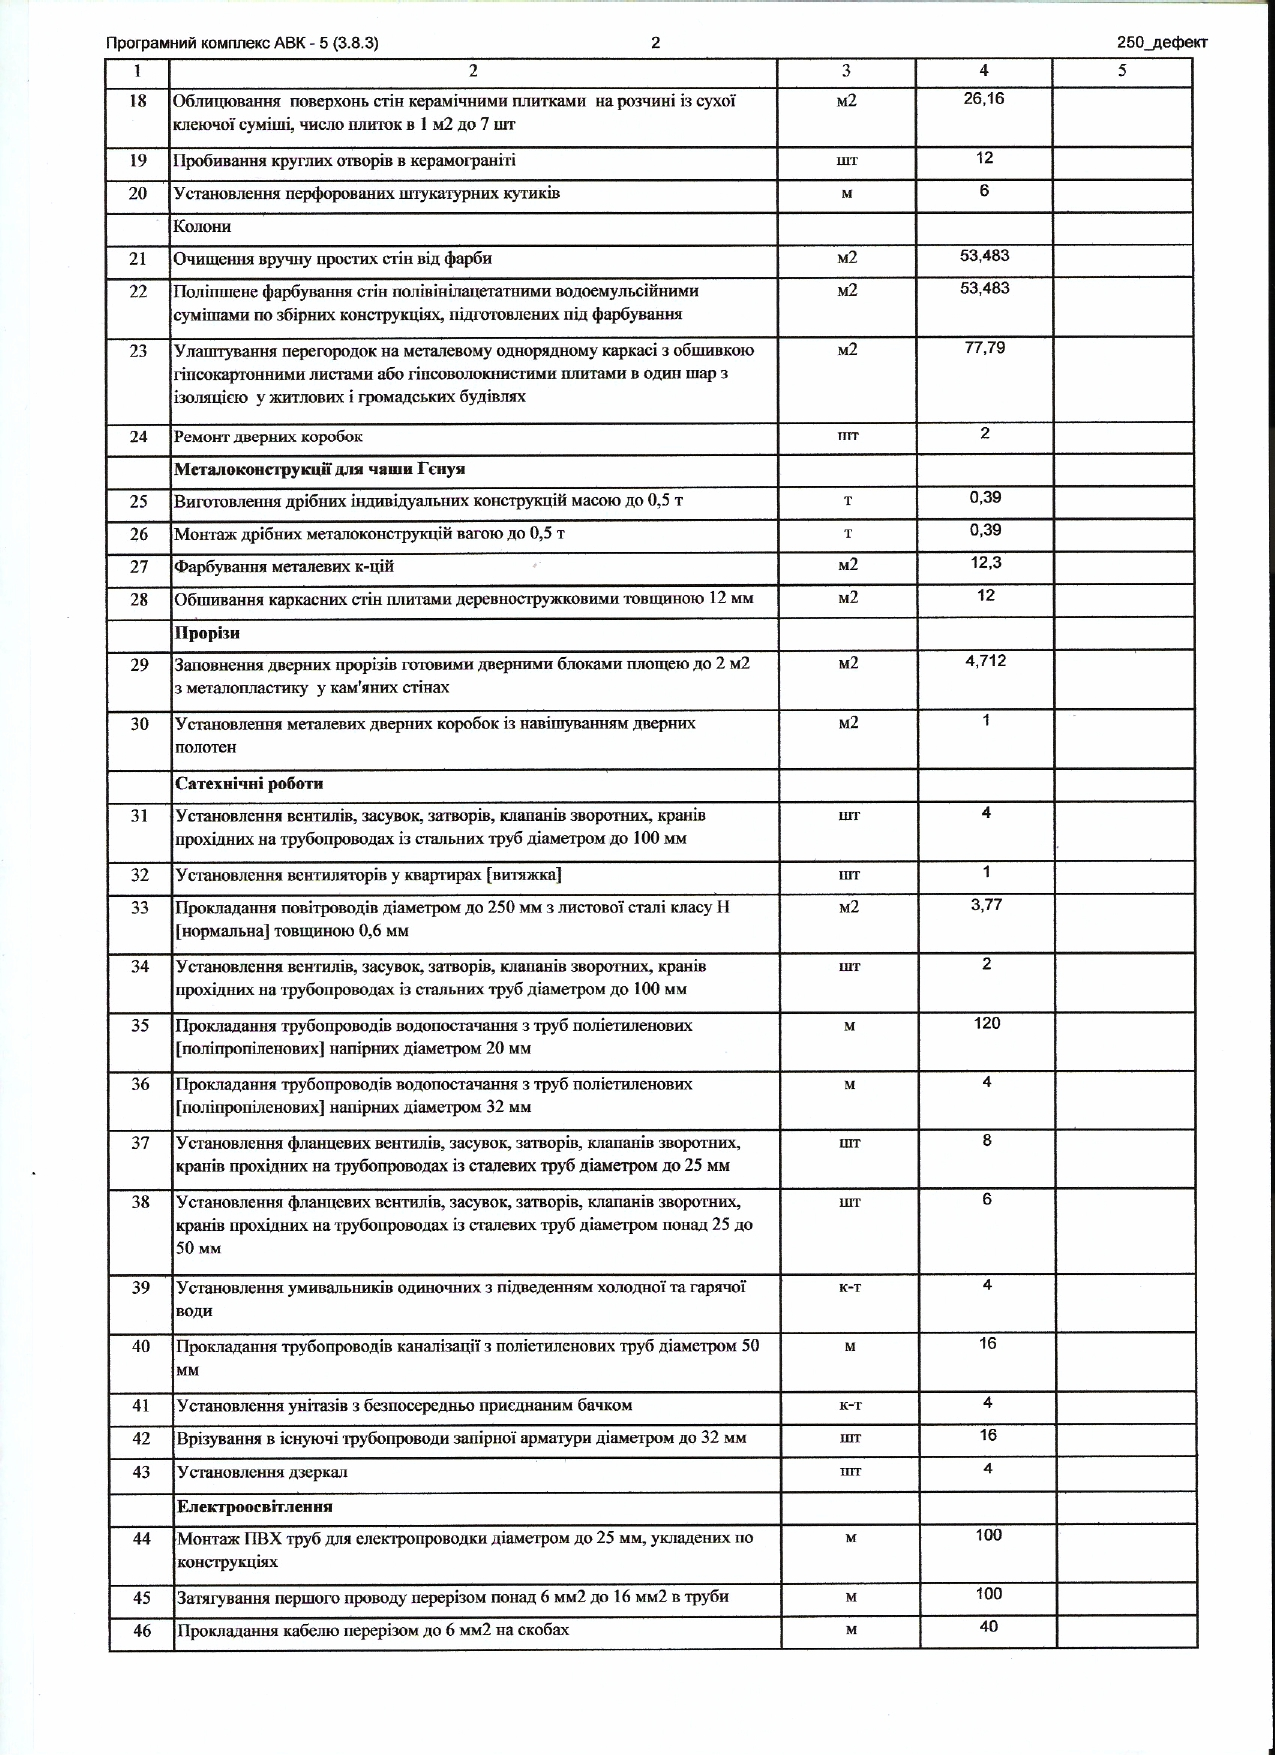 Програмний комплекс АВК - 5 (3.8.3) 2 250_дефект
1 2 3 4 5
18 Облицювання поверхонь стін керамічними плитками на розчині із сухої м2 26,16
клеючої суміші, число плиток в 1 м2 до 7 шт
19 Пробивання круглих отворів в керамограніті шт 12
20 Установлення перфорованих штукатурних кутиків м 6
Колони
21 Очищення вручну простих стін від фарби м2 53,483
22 Поліпшене фарбування стін полівінілацетатними водоемульсійними м2 53,483
сумішами по збірних конструкціях, підготовлених під фарбування
23 Улаштування перегородок на металевому однорядному каркасі з обшивкою м2 77,79
гіпсокартонними листами або гіпсоволокнистими плитами в один шар з
ізоляцією у житлових і громадських будівлях
24 Ремонт дверних коробок шт 2
Металоконструкції для чаши Генуя
25 Виготовлення дрібних індивідуальних конструкцій масою до 0,5 т т 0,39
26 Монтаж дрібних металоконструкцій вагою до 0,5 т т 0,39
27 Фарбування металевих к-цій м2 12,3
28 Обшивання каркасних стін плитами деревностружковими товщиною 12 мм м2 12
Прорізи
29 Заповнення дверних прорізів готовими дверними блоками площею до 2 м2 м2 4,712
з металопластику у кам'яних стінах
30 Установлення металевих дверних коробок із навішуванням дверних м2 1
полотен
Сатехнічні роботи
31 Установлення вентилів, засувок, затворів, клапанів зворотних, кранів шт 4
прохідних на трубопроводах із стальних труб діаметром до 100 мм
32 Установлення вентиляторів у квартирах [витяжка] шт 1
33 Прокладання повітроводів діаметром до 250 мм з листової сталі класу Н м2 3,77
[нормальна] товщиною 0,6 мм
34 Установлення вентилів, засувок, затворів, клапанів зворотних, кранів шт 2
прохідних на трубопроводах із стальних труб діаметром до 100 мм
35 Прокладання трубопроводів водопостачання з труб поліетиленових м 120
[поліпропіленових] напірних діаметром 20 мм
36 Прокладання трубопроводів водопостачання з труб поліетиленових м 4
[поліпропіленових] напірних діаметром 32 мм
37 Установлення фланцевих вентилів, засувок, затворів, клапанів зворотних, шт 8
кранів прохідних на трубопроводах із сталевих труб діаметром до 25 мм
38 Установлення фланцевих вентилів, засувок, затворів, клапанів зворотних, шт 6
кранів прохідних на трубопроводах із сталевих труб діаметром понад 25 до
50 мм
39 Установлення умивальників одиночних з підведенням холодної та гарячої к-т 4
води
40 Прокладання трубопроводів каналізації з поліетиленових труб діаметром 50 м 16
мм
41 Установлення унітазів з безпосередньо приєднаним бачком к-т 4
42 Врізування в існуючі трубопроводи запірної арматури діаметром до 32 мм шт 16
43 Установлення дзеркал шт 4
Електроосвітлення
44 Монтаж ПВХ труб для електропроводки діаметром до 25 мм, укладених по м 100
конструкціях
45 Затягування першого проводу перерізом понад 6 мм2 до 16 мм2 в труби м 100
46 Прокладання кабелю перерізом до 6 мм2 на скобах м 40